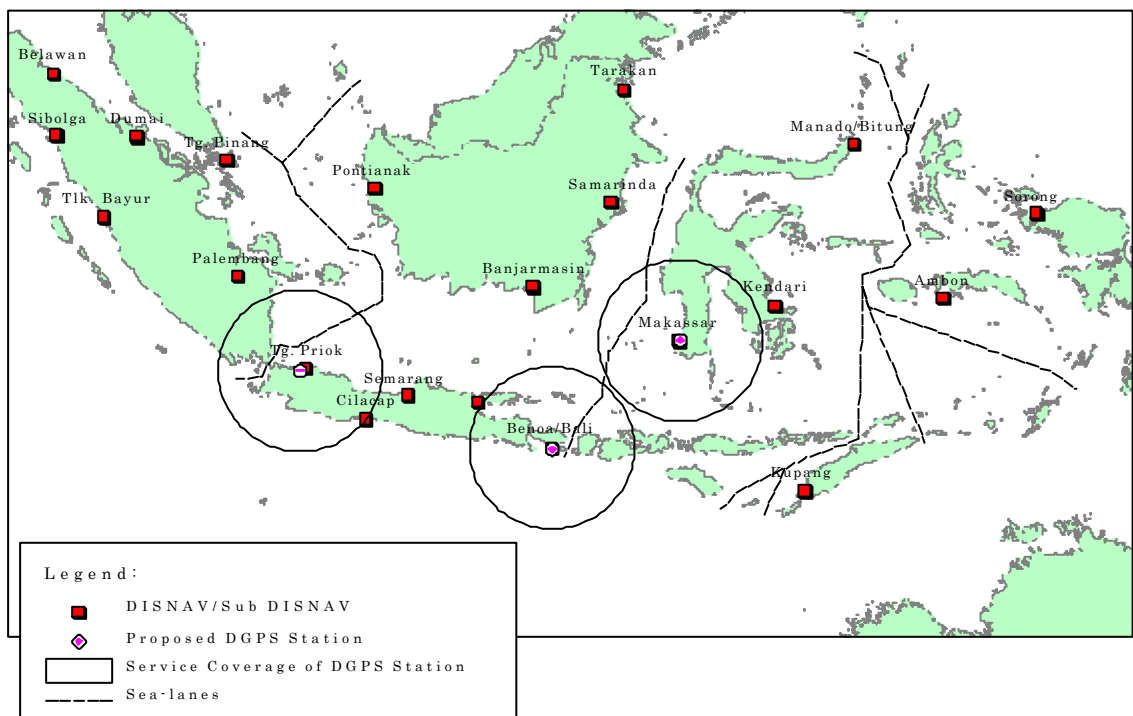 Belawan
Tarakan
Sibolga
Dumai
Manado/Bitung
Tg. Binang
Pontianak
Samarinda
Tlk. Bayur
Sorong
Palembang
Banjarmasin
Ambon
Kendari
Makassar
Tg. Priok
Semarang
Cilacap
Benoa/Bali
Kupang
Legend:
DISNAV/Sub DISNAV
Proposed DGPS Station
Service Coverage of DGPS Station
Sea-lanes